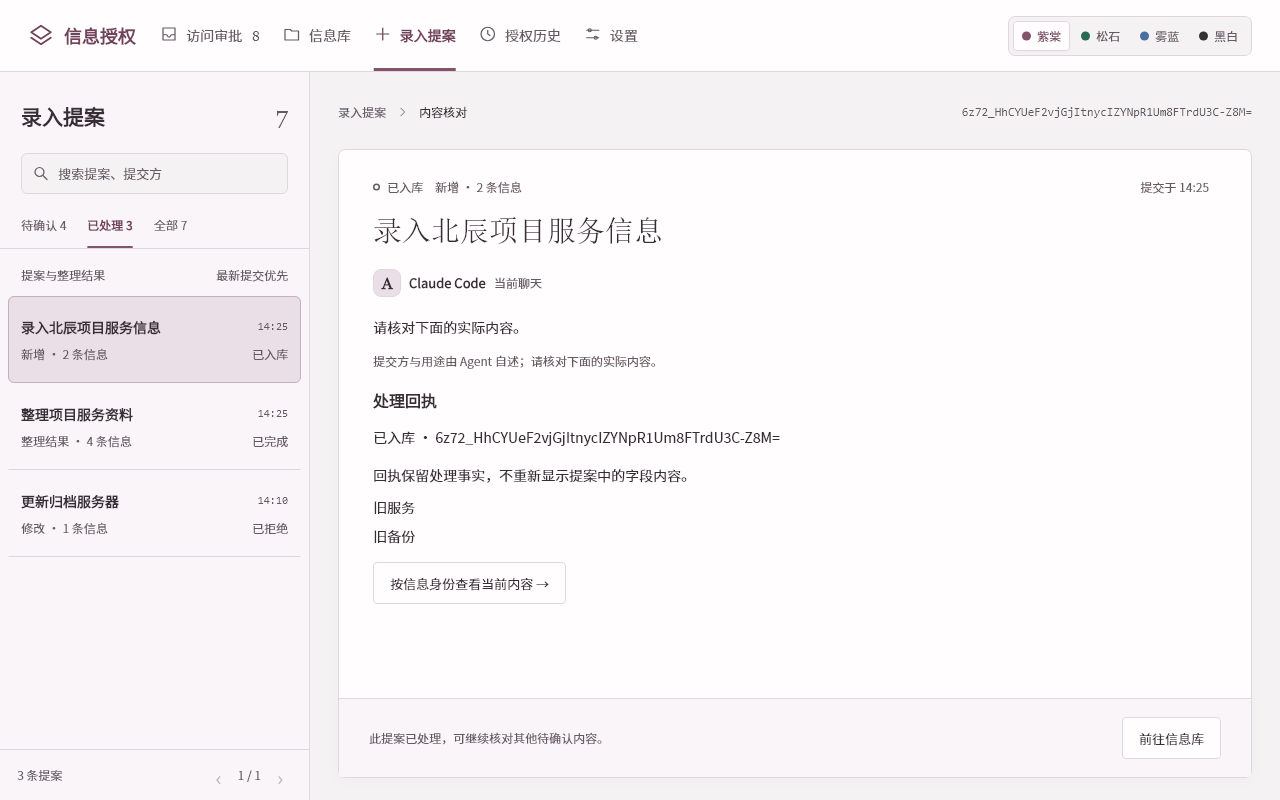 信息授权
访问审批 8
信息库
录入提案
授权历史
设置
紫棠
松石
雾蓝
黑白
录入提案 7
搜索提案、提交方
待确认 4
已处理 3
全部 7
提案与整理结果 最新提交优先
录入北辰项目服务信息 14:25
新增 · 2 条信息 已入库
整理项目服务资料 14:25
整理结果 · 4 条信息 已完成
更新归档服务器 14:10
修改 · 1 条信息 已拒绝
3 条提案 ‹ 1 / 1 ›
录入提案 > 内容核对
6z72_HhCYUeF2vjGjItnycIZYNpR1Um8FTrdU3C-Z8M=
已入库 新增 · 2 条信息 提交于 14:25
录入北辰项目服务信息
A Claude Code 当前聊天
请核对下面的实际内容。
提交方与用途由 Agent 自述；请核对下面的实际内容。
处理回执
已入库 · 6z72_HhCYUeF2vjGjItnycIZYNpR1Um8FTrdU3C-Z8M=
回执保留处理事实，不重新显示提案中的字段内容。
旧服务
旧备份
按信息身份查看当前内容 →
此提案已处理，可继续核对其他待确认内容。
前往信息库